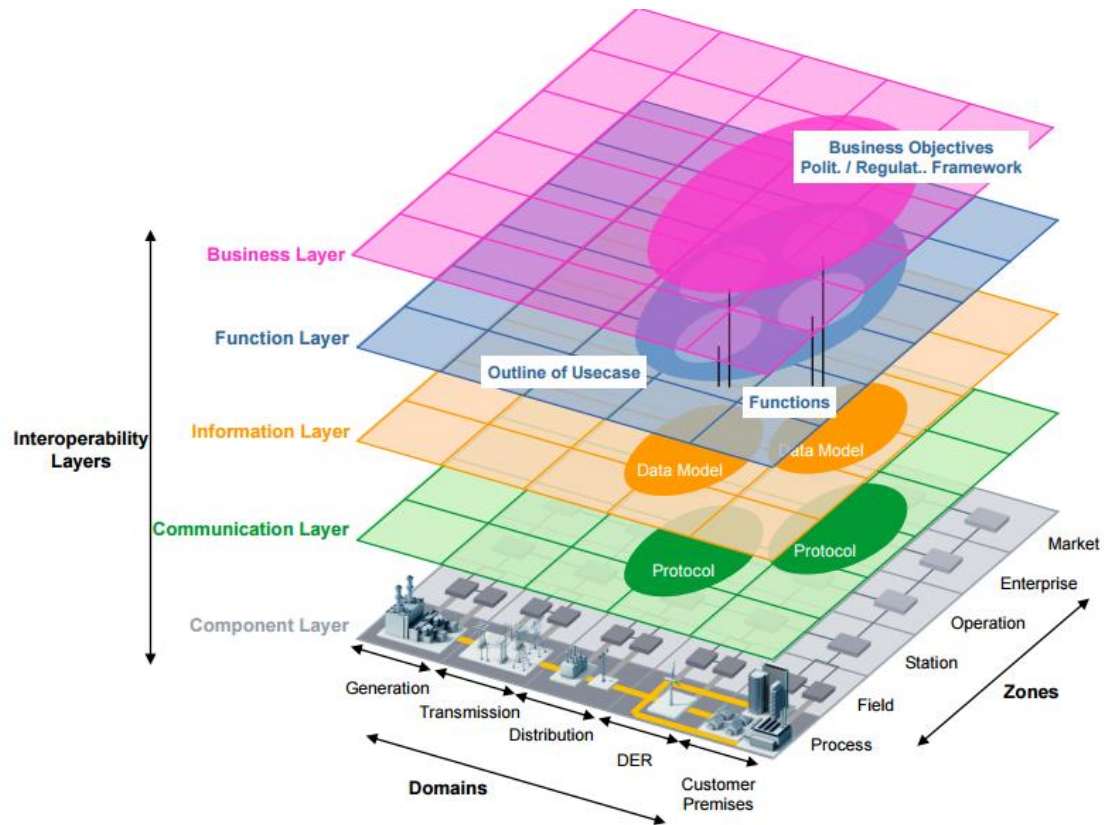 Business Objectives
Polit. / Regulat.. Framework
Business Layer
Function Layer
Outline of Usecase
Functions
Interoperability
Layers
Information Layer
Data Model
Data Model
Communication Layer
Protocol
Protocol
Component Layer
Market
Enterprise
Operation
Station
Field
Process
Zones
Generation
Transmission
Distribution
DER
Customer
Premises
Domains